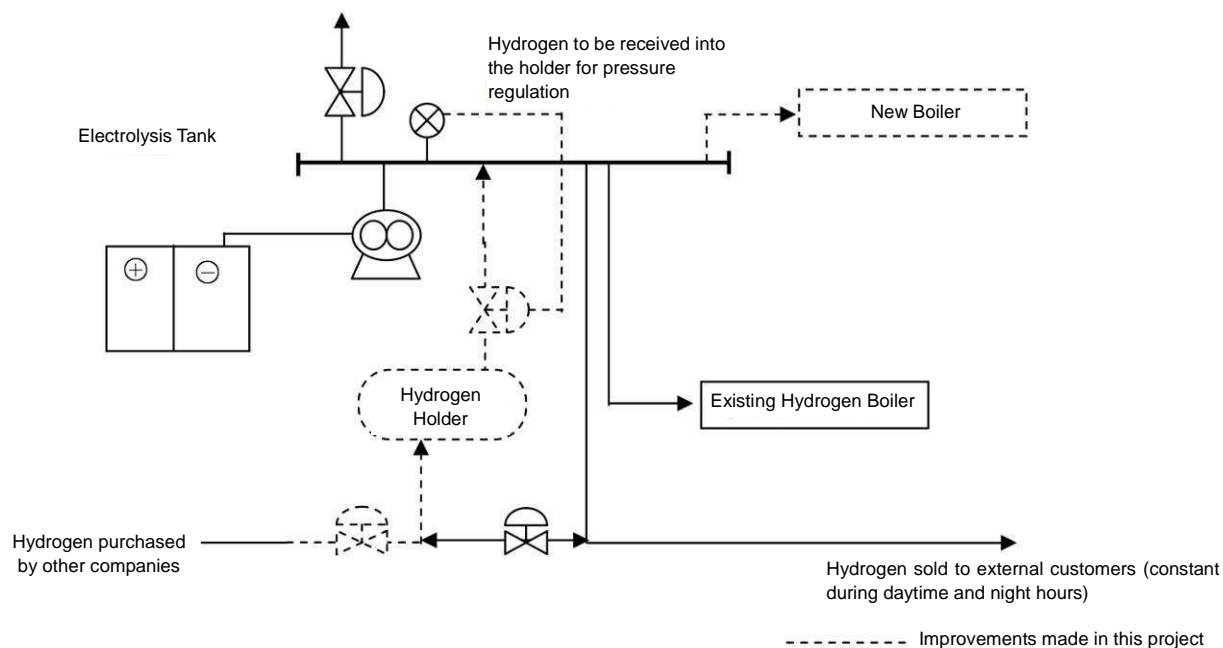 Hydrogen to be received into
the holder for pressure
regulation
New Boiler
Electrolysis Tank
+
−
Hydrogen
Holder
Existing Hydrogen Boiler
Hydrogen purchased
by other companies
Hydrogen sold to external customers (constant
during daytime and night hours)
Improvements made in this project